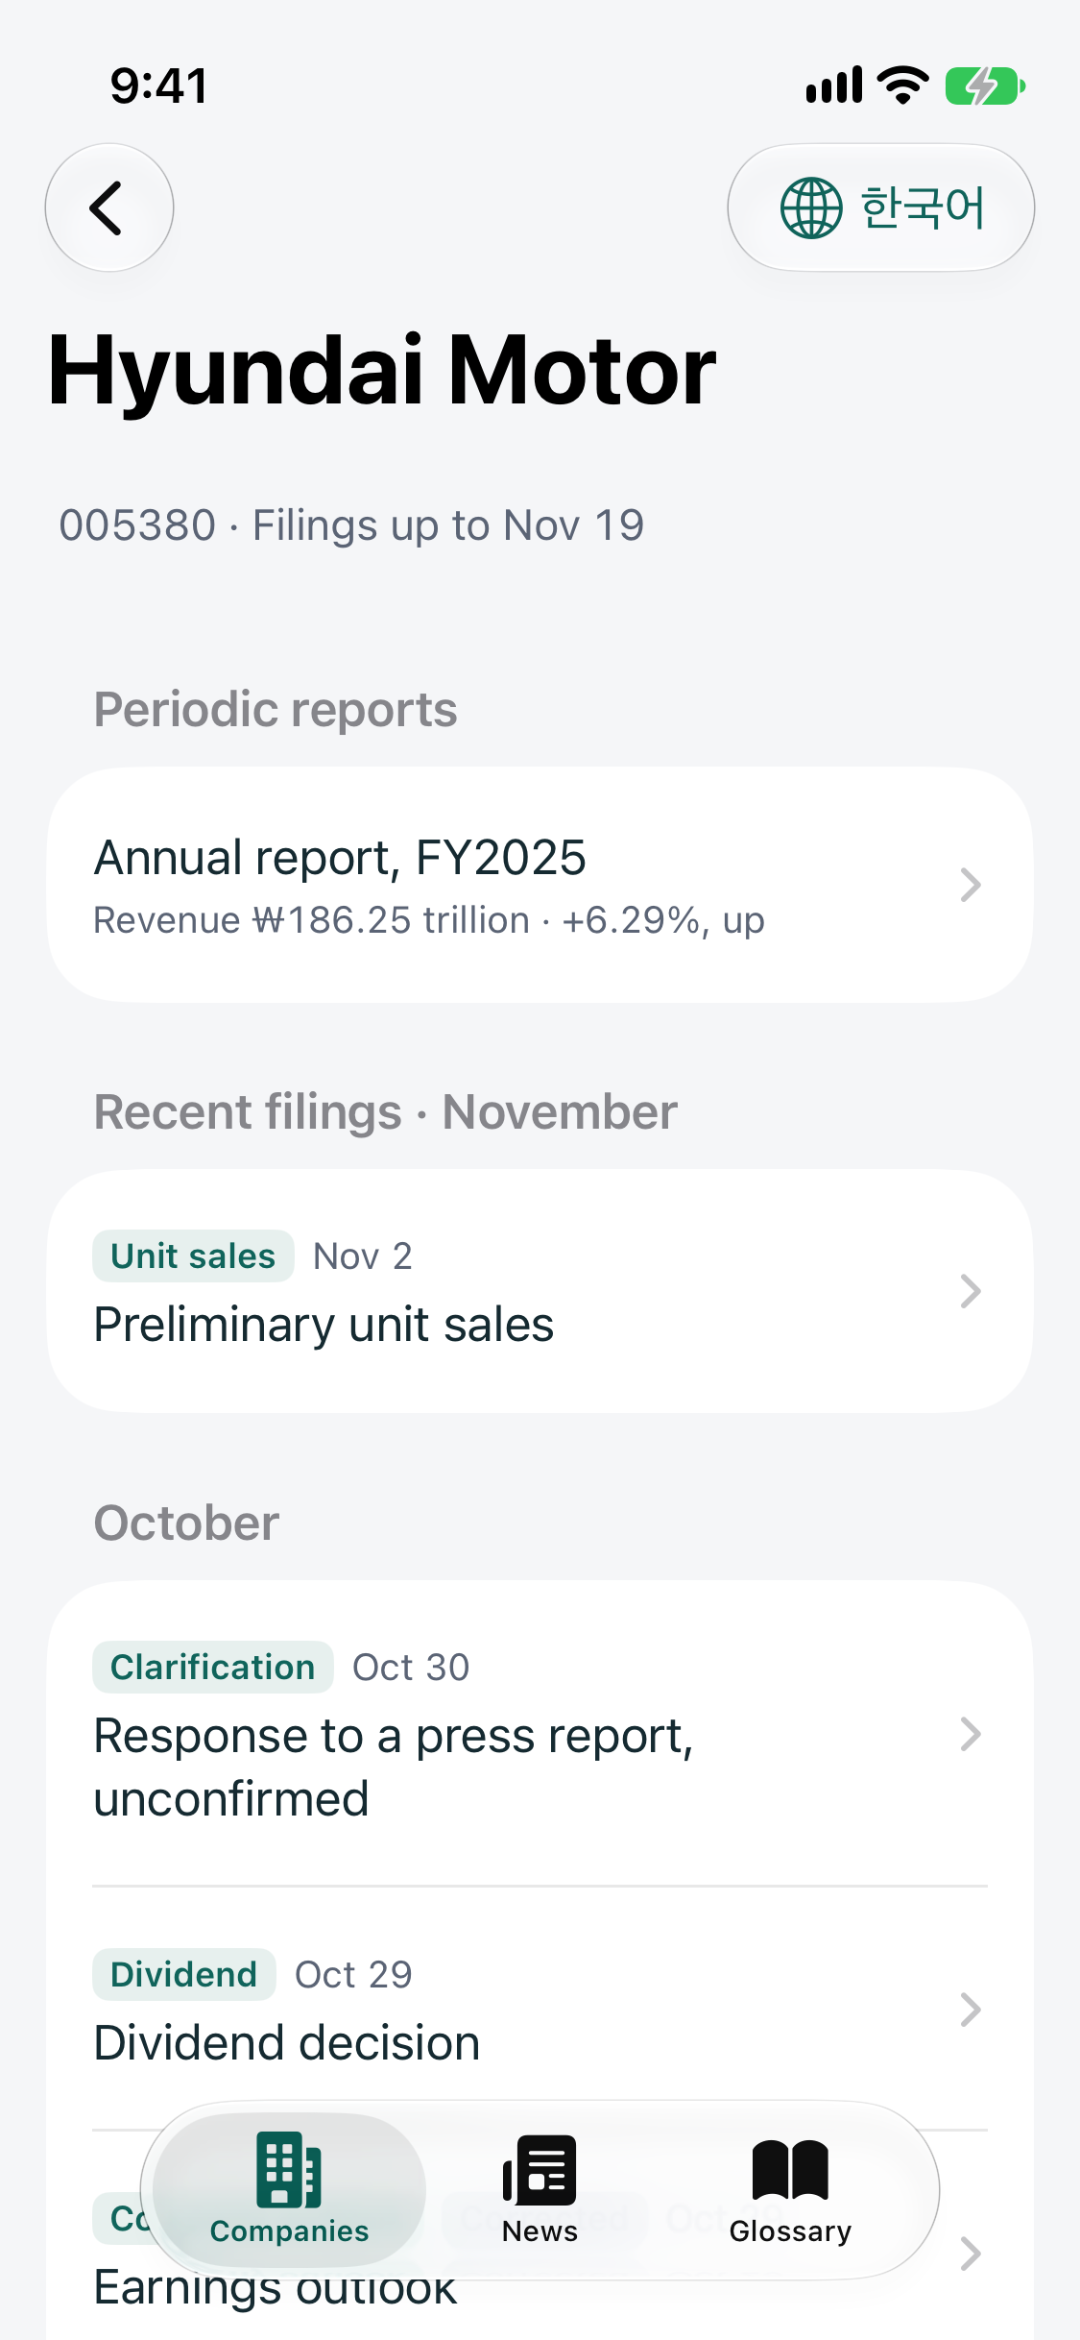 9:41
한국어
Hyundai Motor
005380 · Filings up to Nov 19
Periodic reports
Annual report, FY2025
Revenue ₩186.25 trillion · +6.29%, up
Recent filings · November
Unit sales Nov 2
Preliminary unit sales
October
Clarification Oct 30
Response to a press report,
unconfirmed
Dividend Oct 29
Dividend decision
Earnings outlook
Companies News Glossary